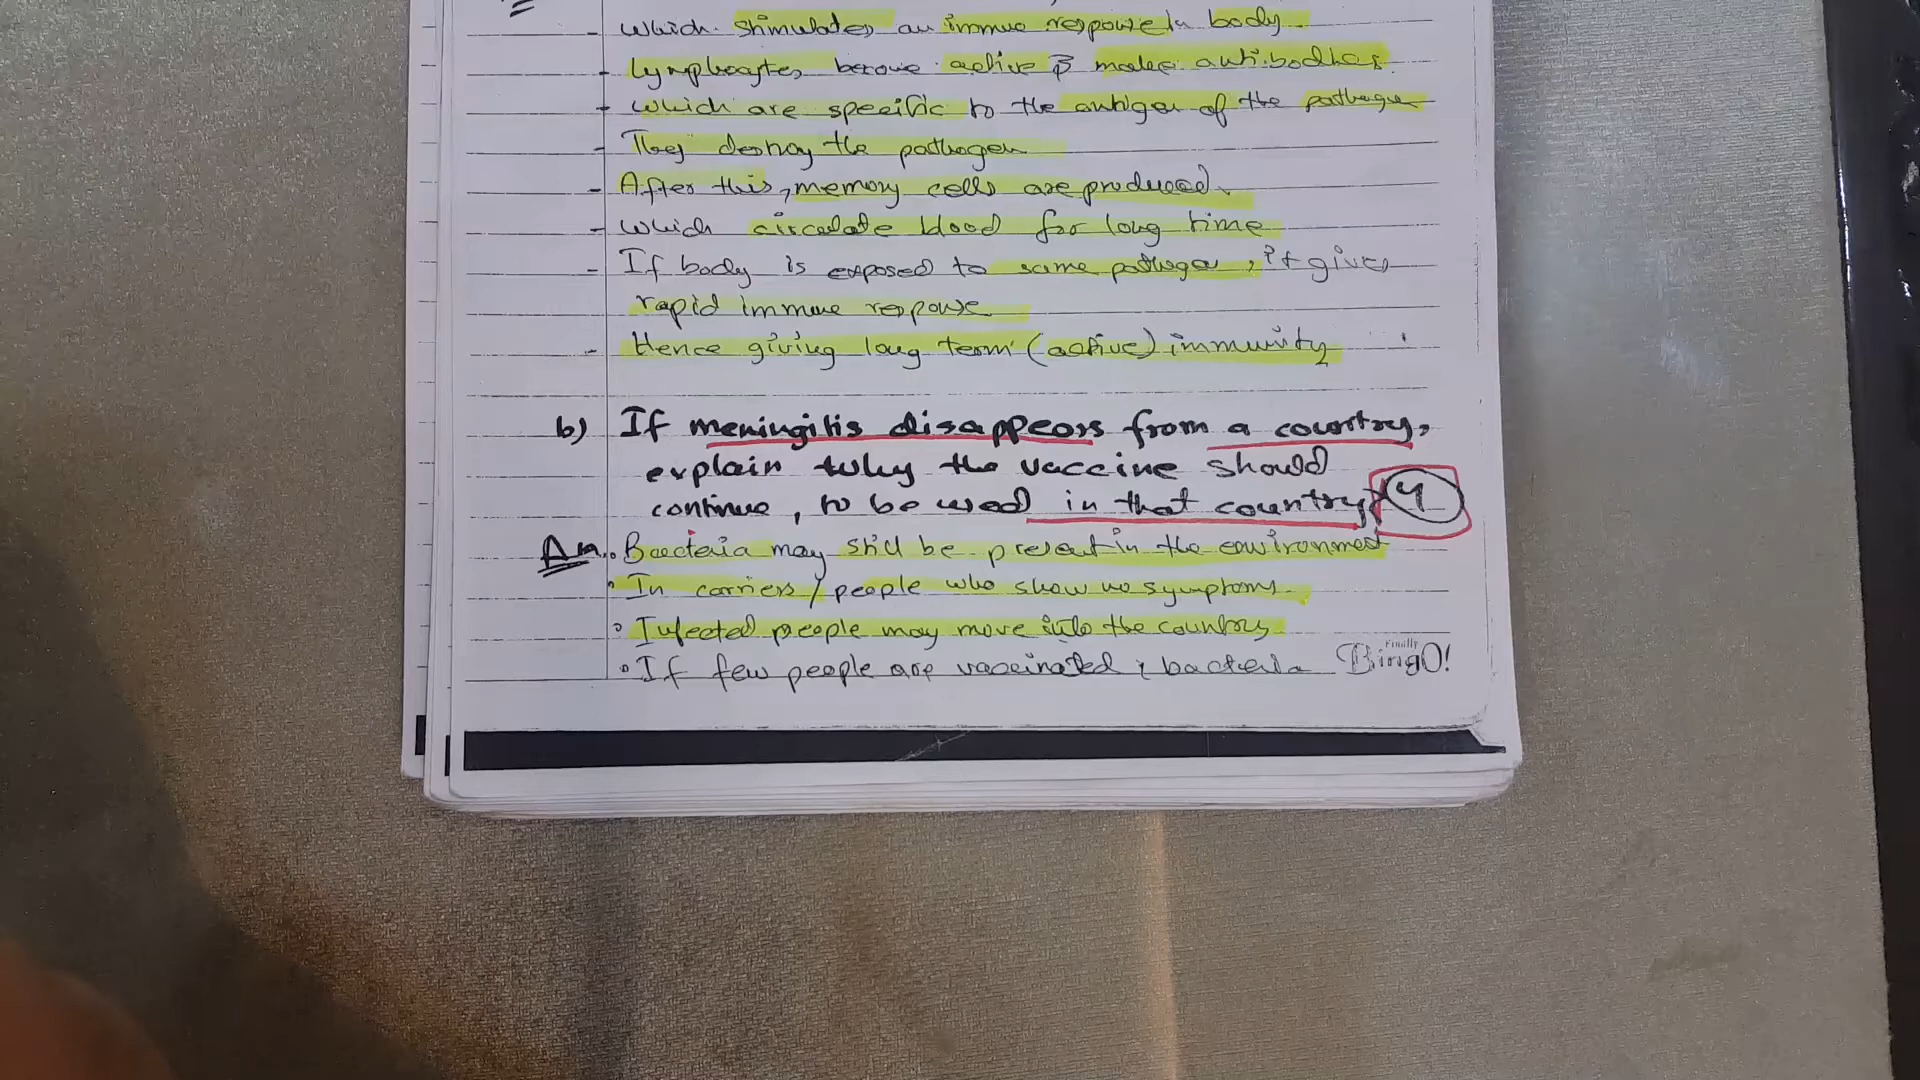 - which stimulates an immune response in body
- lymphocytes become active & makes antibodies.
- which are specific to the antigen of the pathogen
- They destroy the pathogen
- After this, memory cells are produced.
- which circulate blood for long time
- If body is exposed to same pathogen, it gives
rapid immune response
- Hence giving long term (active) immunity
b) If meningitis disappears from a country,
explain why the vaccine should
continue, to be used in that country. 4
Ans. Bacteria may still be present in the environment
• In carriers / people who show no symptoms.
• Infected people may move into the country.
• If few people are vaccinated & bacteria
Finally BingO!